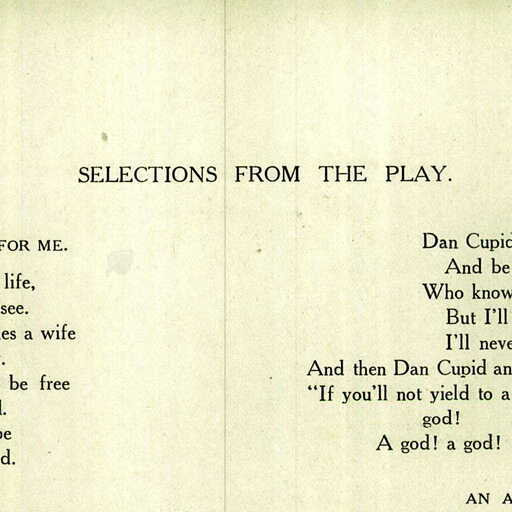 SELECTIONS FROM THE PLAY.
FOR ME.
life,
see.
es a wife
be free
d.
Dan Cupid
And be
Who know
But I'll
I'll neve
And then Dan Cupid an
"If you'll not yield to a
god!
A god! a god!
AN A